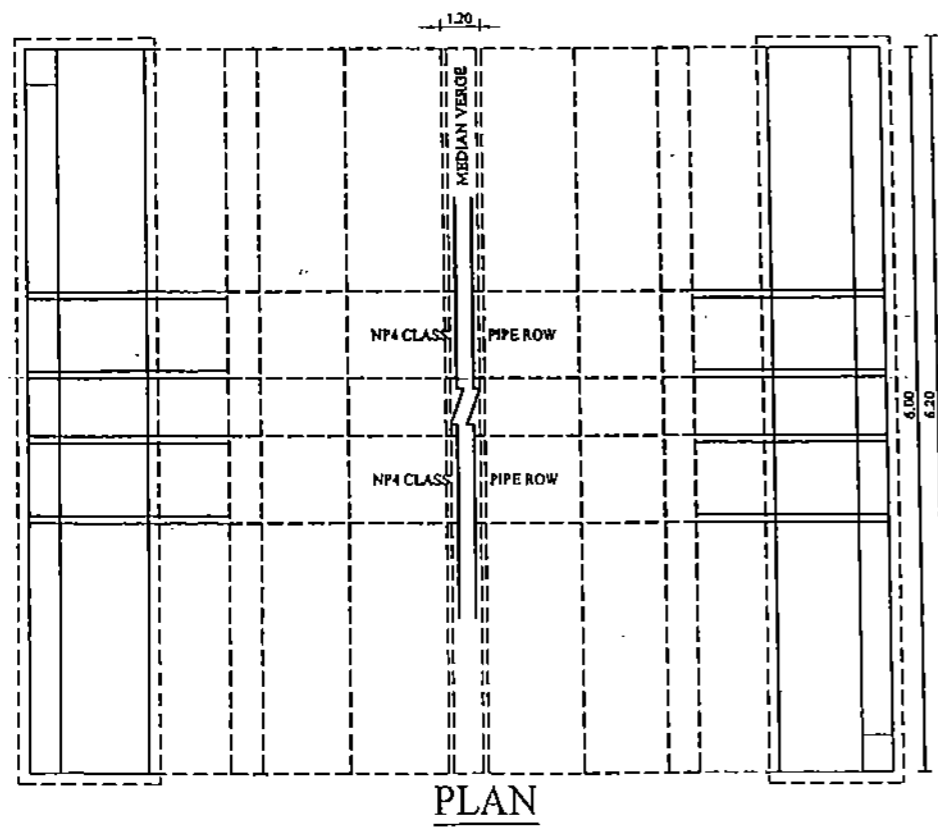 1.20
MEDIAN VERGE
NP4 CLASS PIPE ROW
6.00
6.20
NP4 CLASS PIPE ROW
PLAN